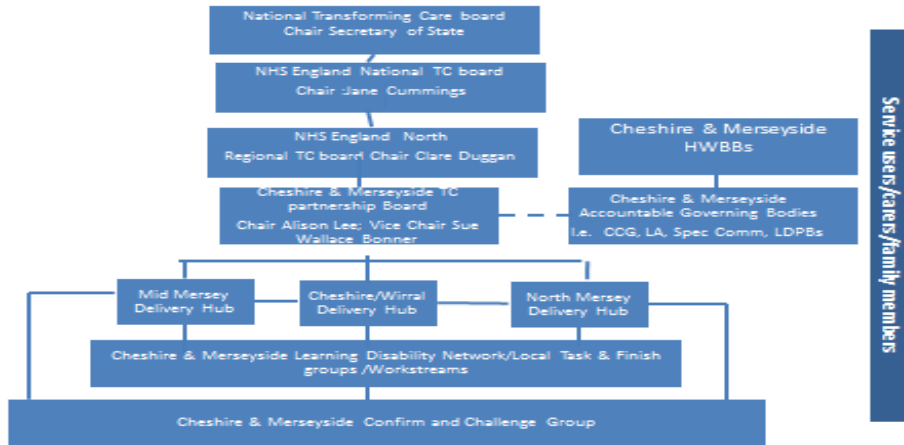 National Transforming Care board
Chair Secretary of State
NHS England National TC board
Chair :Jane Cummings
NHS England North
Regional TC board Chair Clare Duggan
Cheshire & Merseyside
HWBBs
Cheshire & Merseyside TC
partnership Board
Chair Alison Lee; Vice Chair Sue
Wallace Bonner
Cheshire & Merseyside
Accountable Governing Bodies
I.e. CCG, LA, Spec Comm, LDPBs
Mid Mersey
Delivery Hub
Cheshire/Wirral
Delivery Hub
North Mersey
Delivery Hub
Cheshire & Merseyside Learning Disability Network/Local Task & Finish
groups /Workstreams
Cheshire & Merseyside Confirm and Challenge Group
Service users/carers/family members